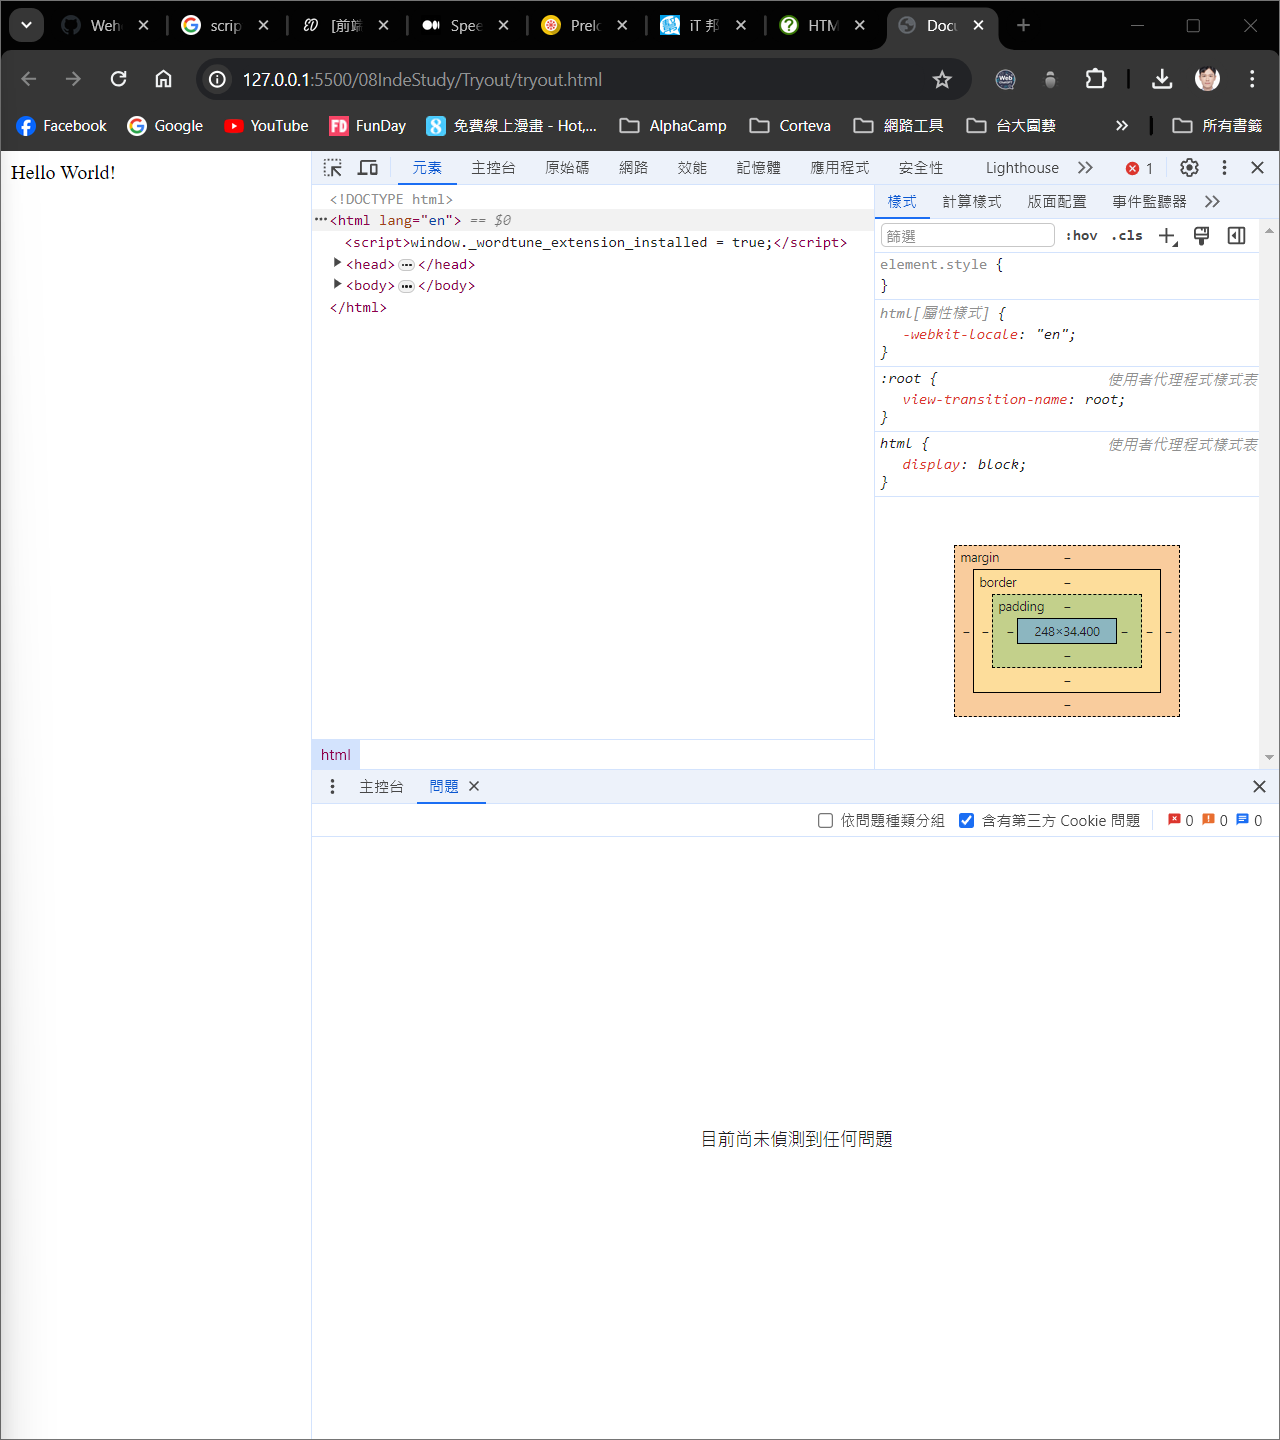 Weh
scrip
[前端
Spee
Prelo
iT 邦
HTM
Docu
127.0.0.1:5500/08IndeStudy/Tryout/tryout.html
Facebook
Google
YouTube
FunDay
免費線上漫畫 - Hot,...
AlphaCamp
Corteva
網路工具
台大園藝
所有書籤
Hello World!
元素
主控台
原始碼
網路
效能
記憶體
應用程式
安全性
Lighthouse
1
<!DOCTYPE html>
<html lang="en"> == $0
<script>window._wordtune_extension_installed = true;</script>
<head>…</head>
<body>…</body>
</html>
樣式
計算樣式
版面配置
事件監聽器
篩選
:hov
.cls
element.style {
}
html[屬性樣式] {
-webkit-locale: "en";
}
:root {
使用者代理程式樣式表
view-transition-name: root;
}
html {
使用者代理程式樣式表
display: block;
}
margin
–
border
–
padding
–
– – – 248×34.400 – – –
–
–
–
html
主控台
問題
依問題種類分組
含有第三方 Cookie 問題
0
0
0
目前尚未偵測到任何問題